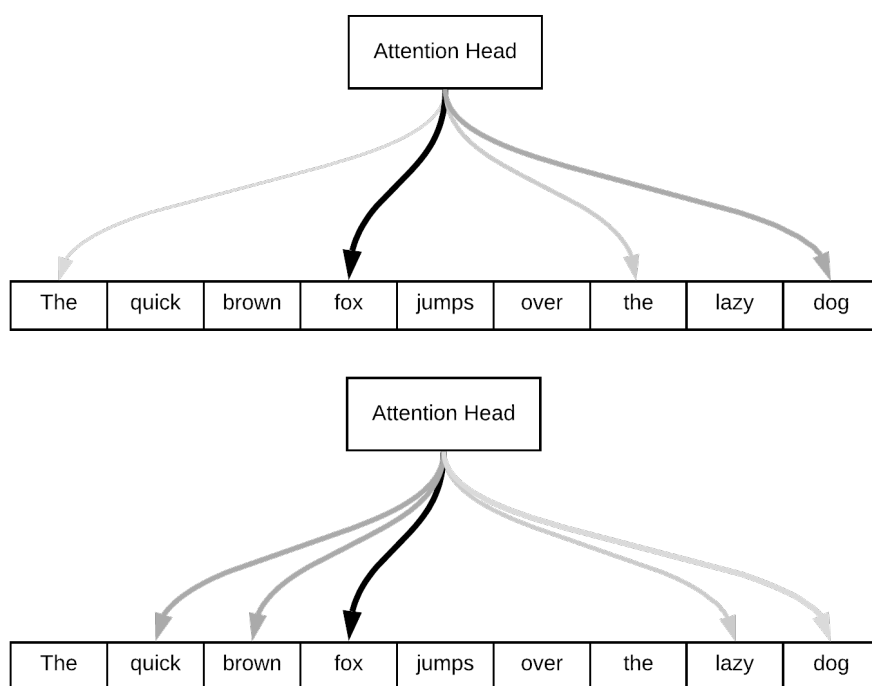 Attention Head
The quick brown fox jumps over the lazy dog
Attention Head
The quick brown fox jumps over the lazy dog